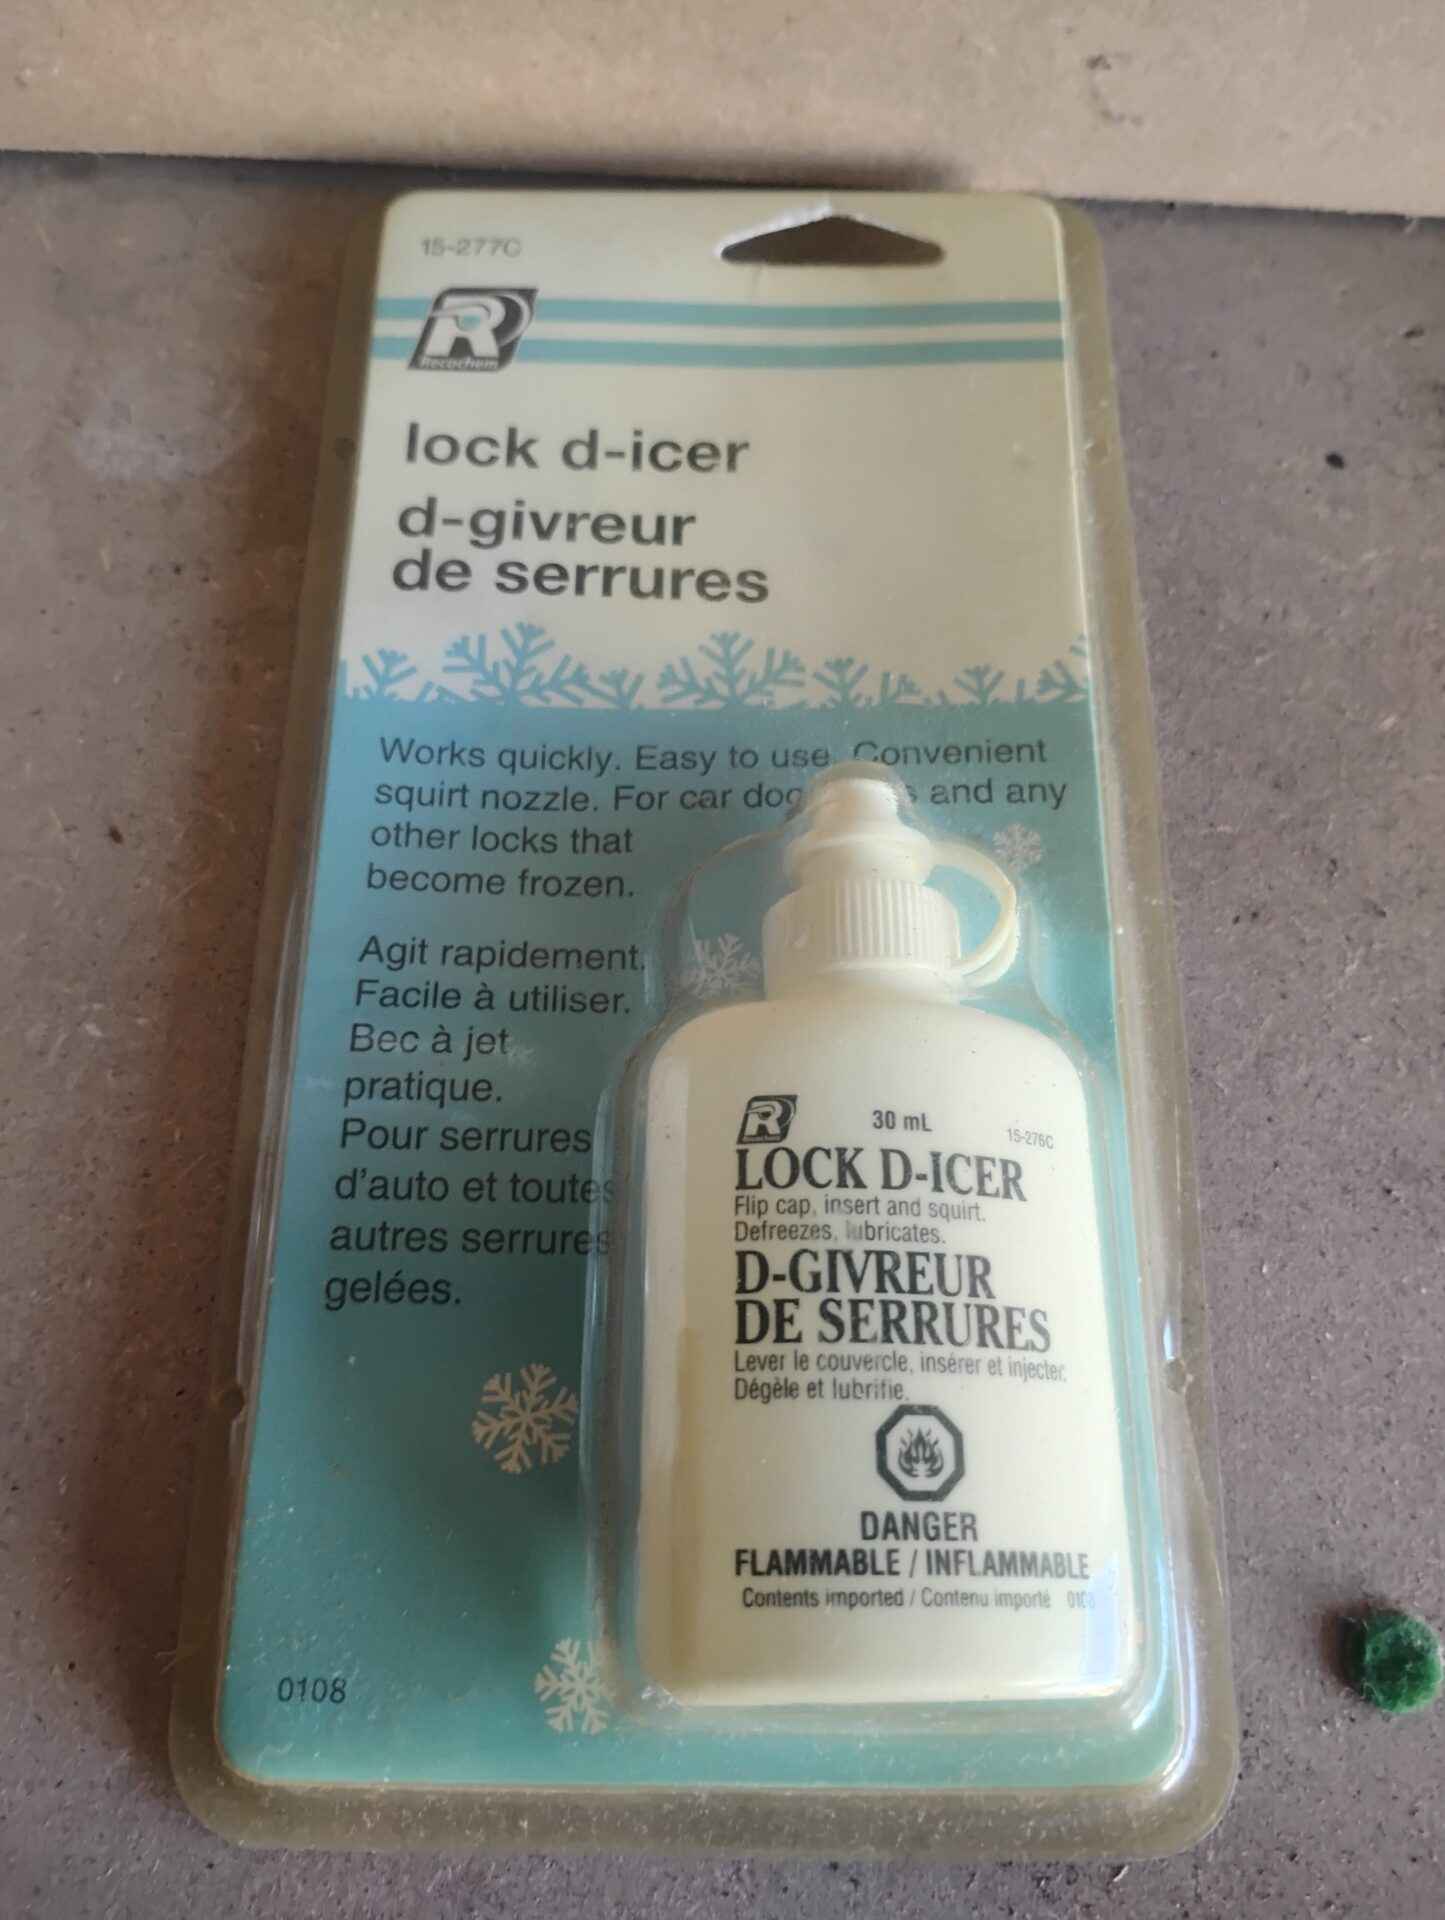 15-277C
R
Recochem
lock d-icer
d-givreur
de serrures
Works quickly. Easy to use. Convenient
squirt nozzle. For car and any
other locks that
become frozen.
Agit rapidement.
Facile à utiliser.
Bec à jet
pratique.
Pour serrures
d'auto et toutes
autres serrures
gelées.
0108
R
30 mL
15-276C
LOCK D-ICER
Flip cap, insert and squirt.
Defreezes, lubricates.
D-GIVREUR
DE SERRURES
Lever le couvercle, insérer et injecter.
Dégèle et lubrifie.
DANGER
FLAMMABLE / INFLAMMABLE
Contents imported / Contenu importé